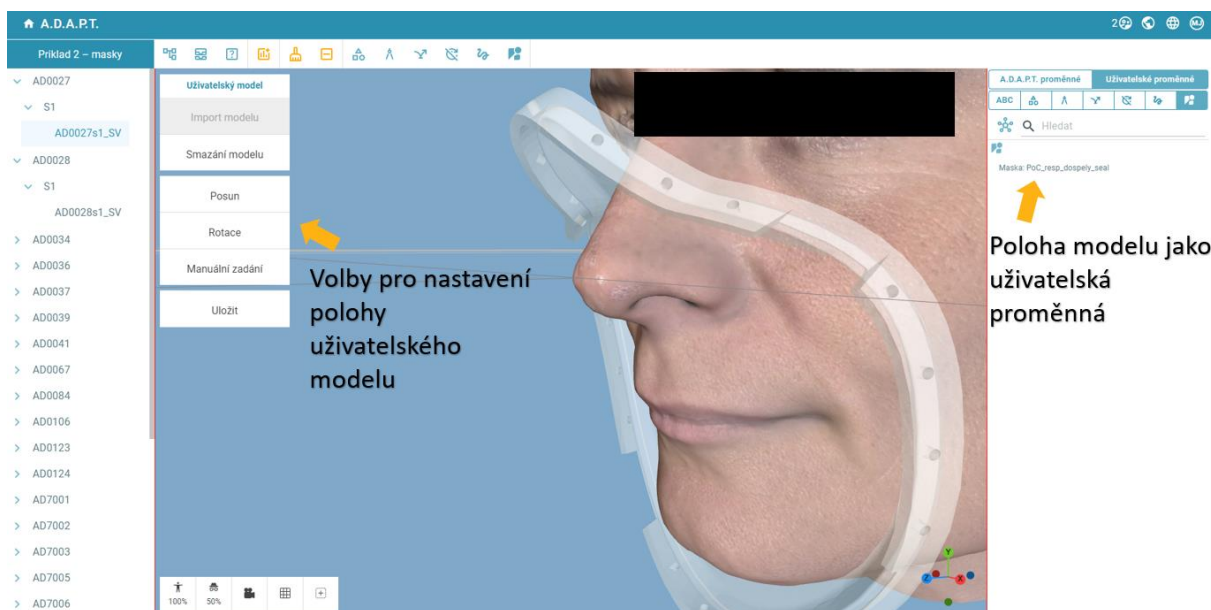 A.D.A.P.T.
2
MJ
Příklad 2 – masky
AD0027
S1
AD0027s1_SV
AD0028
S1
AD0028s1_SV
AD0034
AD0036
AD0037
AD0039
AD0041
AD0067
AD0084
AD0106
AD0123
AD0124
AD7001
AD7002
AD7003
AD7005
AD7006
Uživatelský model
Import modelu
Smazání modelu
Posun
Rotace
Manuální zadání
Uložit
Volby pro nastavení
polohy
uživatelského
modelu
100%
50%
Y
Z
X
A.D.A.P.T. proměnné
Uživatelské proměnné
ABC
Hledat
Maska: PoC_resp_dospely_seal
Poloha modelu jako
uživatelská
proměnná